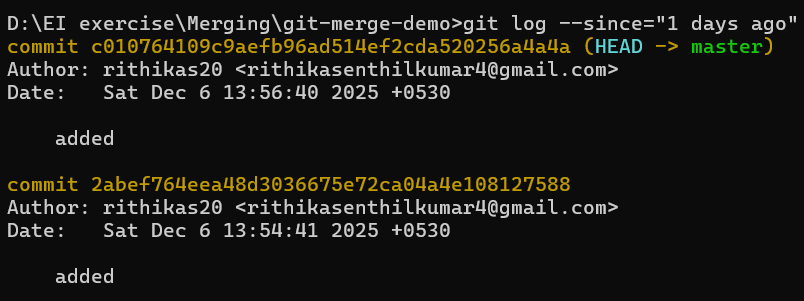 D:\EI exercise\Merging\git-merge-demo>git log --since="1 days ago"
commit c010764109c9aefb96ad514ef2cda520256a4a4a (HEAD -> master)
Author: rithikas20 <rithikasenthilkumar4@gmail.com>
Date:   Sat Dec 6 13:56:40 2025 +0530
    added
commit 2abef764eea48d3036675e72ca04a4e108127588
Author: rithikas20 <rithikasenthilkumar4@gmail.com>
Date:   Sat Dec 6 13:54:41 2025 +0530
    added